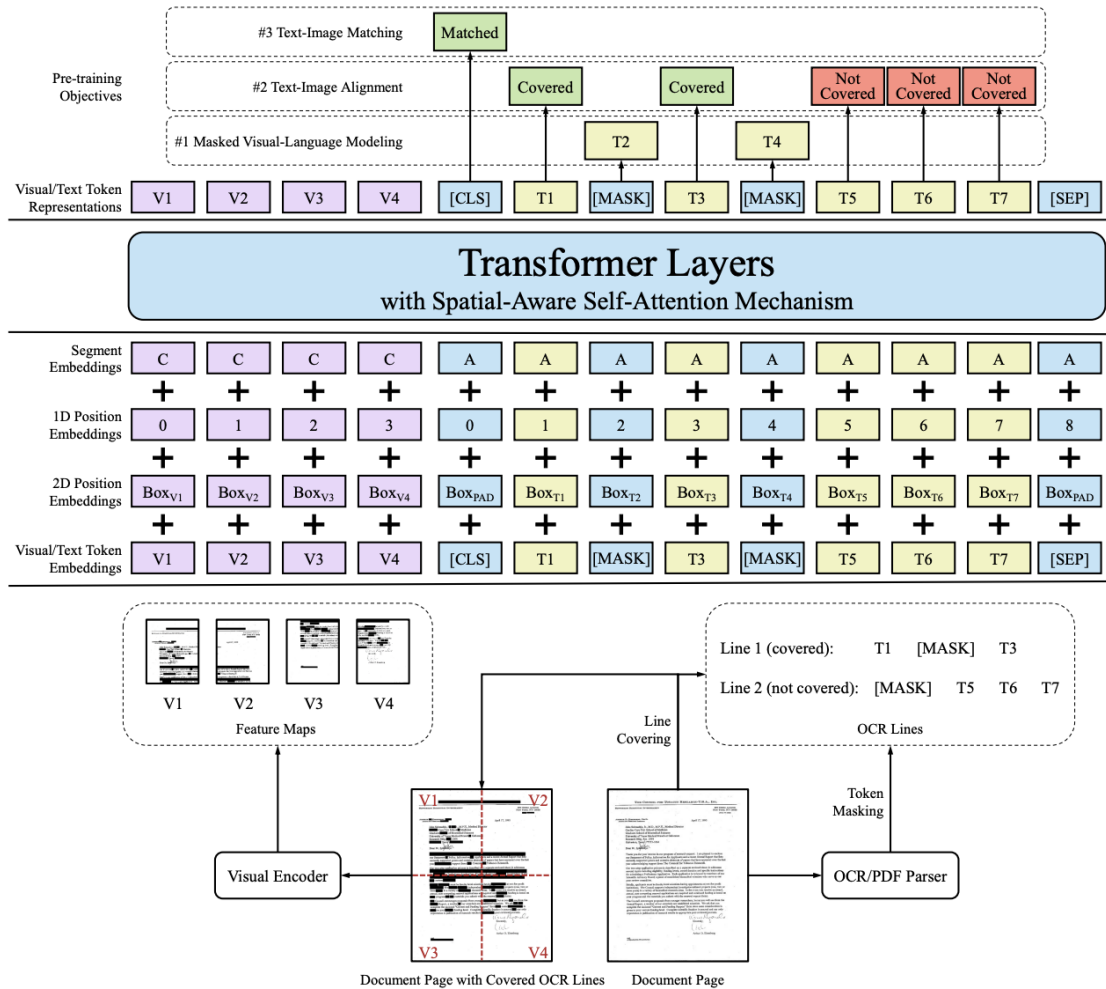 #3 Text-Image Matching
Matched
Pre-training
Objectives
#2 Text-Image Alignment
Covered Covered Not Covered Not Covered Not Covered
#1 Masked Visual-Language Modeling
T2 T4
Visual/Text Token
Representations
V1 V2 V3 V4 [CLS] T1 [MASK] T3 [MASK] T5 T6 T7 [SEP]
Transformer Layers
with Spatial-Aware Self-Attention Mechanism
Segment
Embeddings
C C C C A A A A A A A A A
+ + + + + + + + + + + + +
1D Position
Embeddings
0 1 2 3 0 1 2 3 4 5 6 7 8
+ + + + + + + + + + + + +
2D Position
Embeddings
BoxV1 BoxV2 BoxV3 BoxV4 BoxPAD BoxT1 BoxT2 BoxT3 BoxT4 BoxT5 BoxT6 BoxT7 BoxPAD
+ + + + + + + + + + + + +
Visual/Text Token
Embeddings
V1 V2 V3 V4 [CLS] T1 [MASK] T3 [MASK] T5 T6 T7 [SEP]
V1 V2 V3 V4
Feature Maps
Line 1 (covered): T1 [MASK] T3
Line 2 (not covered): [MASK] T5 T6 T7
OCR Lines
Line
Covering
Token
Masking
Visual Encoder
V1 V2
V3 V4
Document Page with Covered OCR Lines
Document Page
OCR/PDF Parser